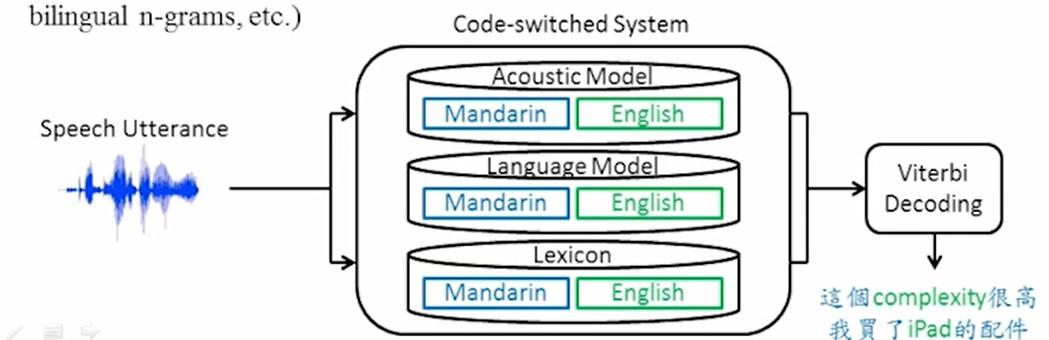 bilingual n-grams, etc.)
Code-switched System
Speech Utterance
Acoustic Model
Mandarin English
Language Model
Mandarin English
Lexicon
Mandarin English
Viterbi
Decoding
這個complexity很高
我買了iPad的配件